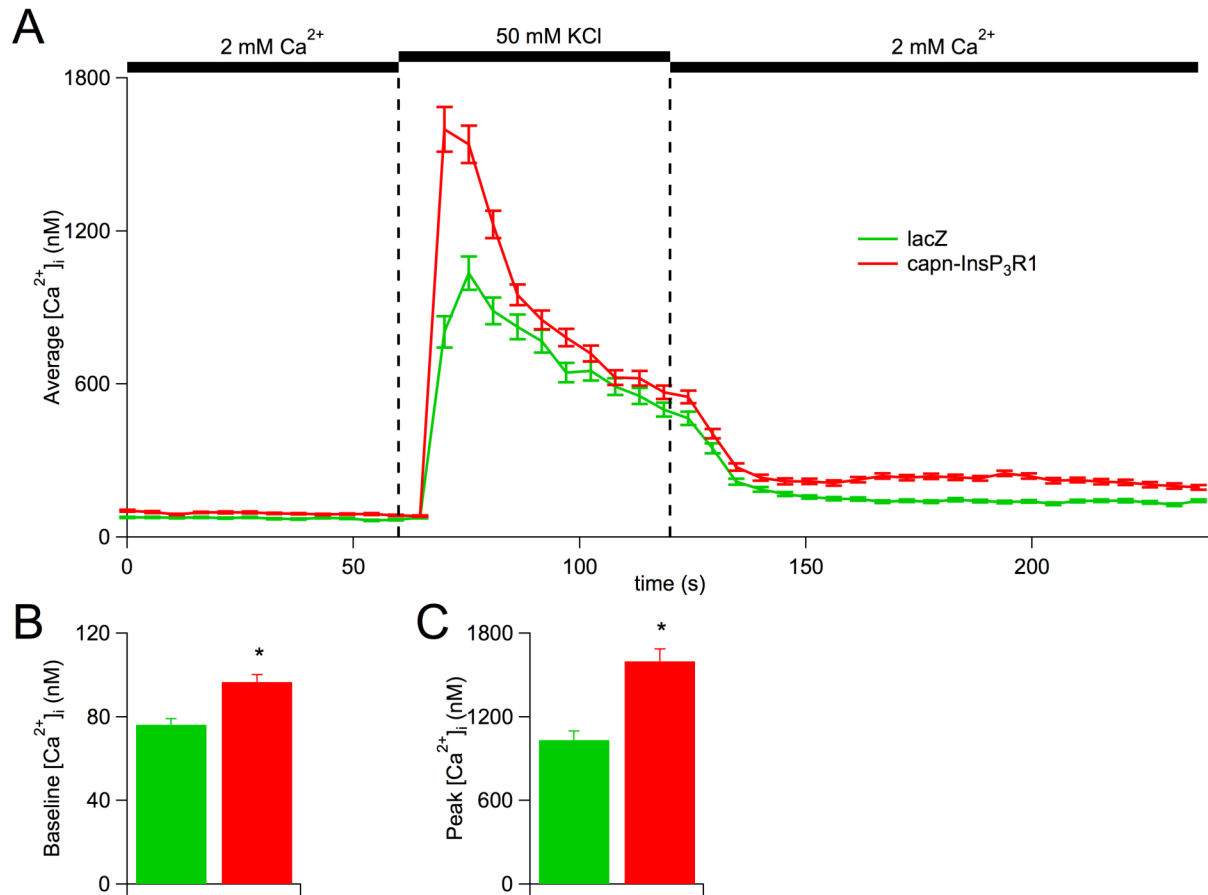 A
2 mM Ca²⁺
50 mM KCl
2 mM Ca²⁺
1800
1200
600
0
Average [Ca²⁺]ᵢ (nM)
lacZ
capn-InsP₃R1
0
50
100
150
200
time (s)
B
120
80
40
0
Baseline [Ca²⁺]ᵢ (nM)
*
C
1800
1200
600
0
Peak [Ca²⁺]ᵢ (nM)
*